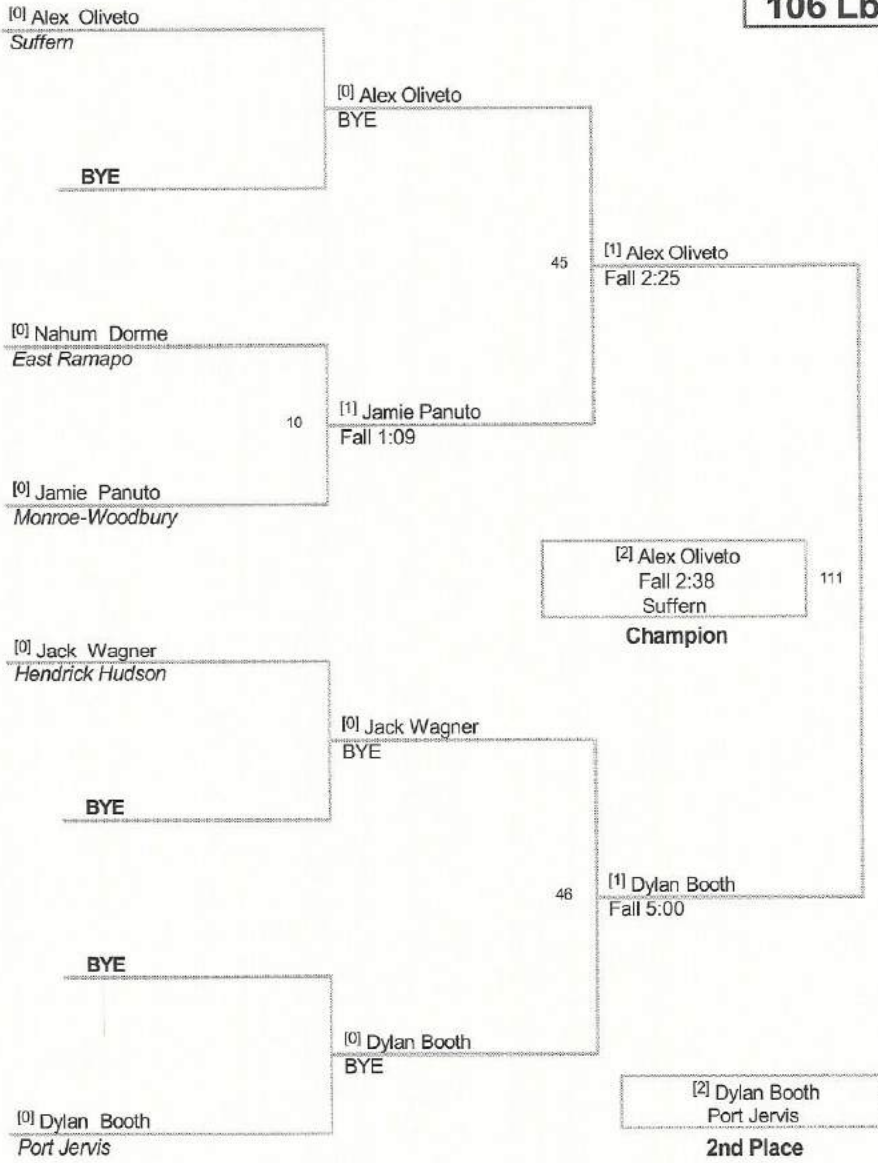 106 Lb
[0] Alex Oliveto
Suffern
[0] Alex Oliveto
BYE
BYE
45
[1] Alex Oliveto
Fall 2:25
[0] Nahum Dorme
East Ramapo
10
[1] Jamie Panuto
Fall 1:09
[0] Jamie Panuto
Monroe-Woodbury
[2] Alex Oliveto
Fall 2:38
Suffern
111
Champion
[0] Jack Wagner
Hendrick Hudson
[0] Jack Wagner
BYE
BYE
46
[1] Dylan Booth
Fall 5:00
BYE
[0] Dylan Booth
BYE
[2] Dylan Booth
Port Jervis
2nd Place
[0] Dylan Booth
Port Jervis